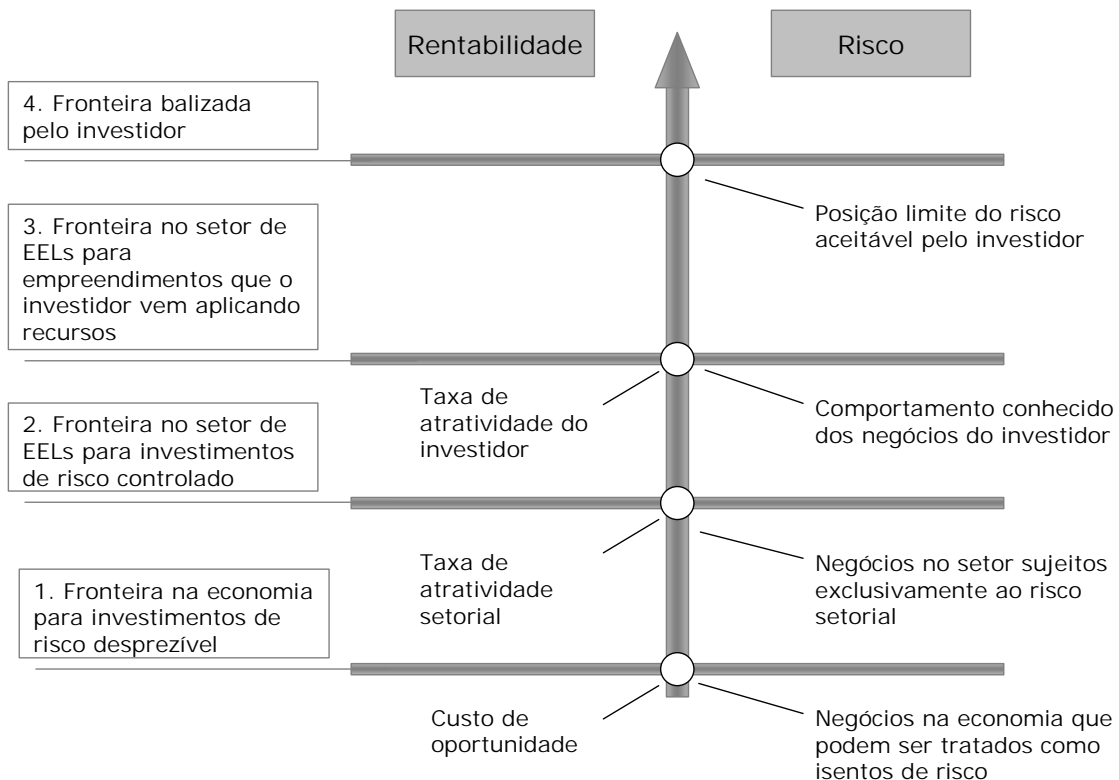 Rentabilidade
Risco
4. Fronteira balizada
pelo investidor
Posição limite do risco
aceitável pelo investidor
3. Fronteira no setor de
EELs para
empreendimentos que o
investidor vem aplicando
recursos
Taxa de
atratividade do
investidor
Comportamento conhecido
dos negócios do investidor
2. Fronteira no setor de
EELs para investimentos
de risco controlado
Taxa de
atratividade
setorial
Negócios no setor sujeitos
exclusivamente ao risco
setorial
1. Fronteira na economia
para investimentos de
risco desprezível
Custo de
oportunidade
Negócios na economia que
podem ser tratados como
isentos de risco